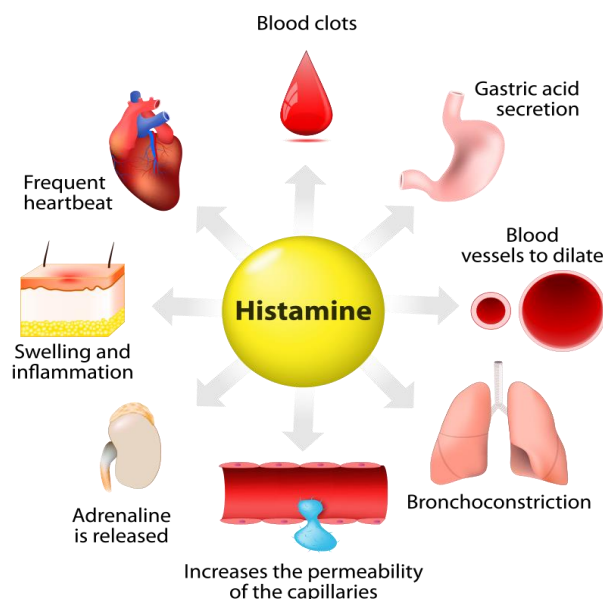 Blood clots
Gastric acid
secretion
Frequent
heartbeat
Blood
vessels to dilate
Histamine
Swelling and
inflammation
Bronchoconstriction
Adrenaline
is released
Increases the permeability
of the capillaries